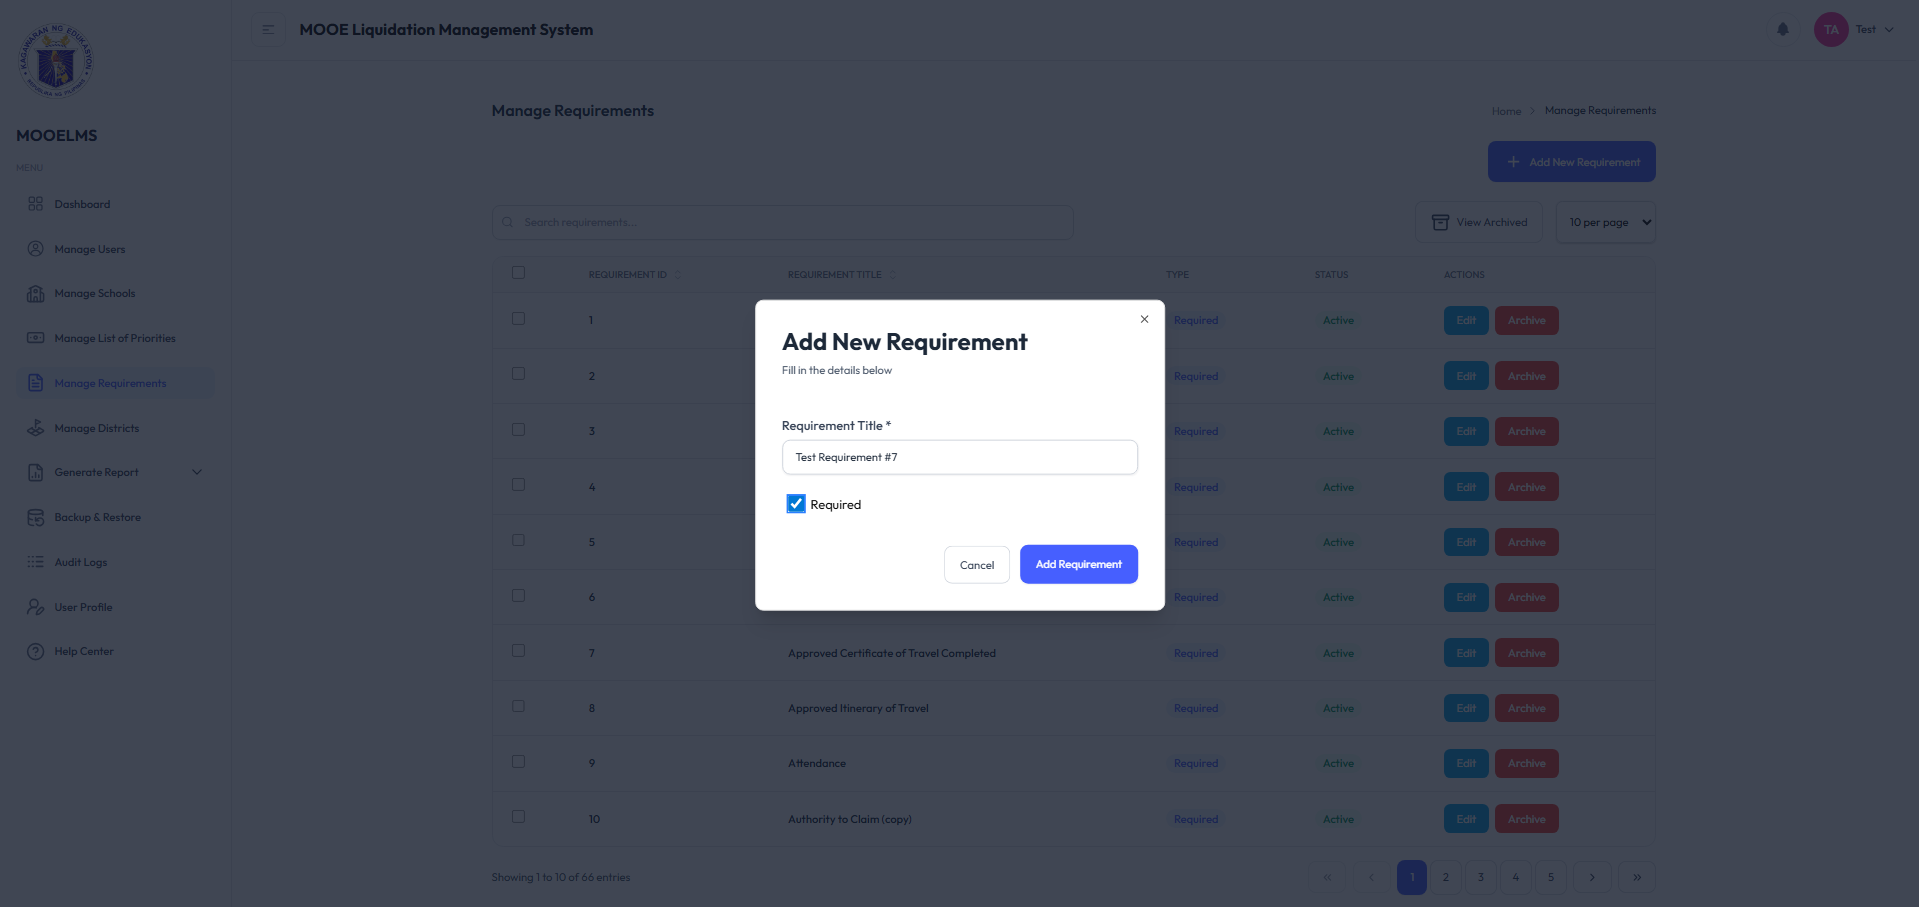 KAGAWARAN NG EDUKASYON
REPUBLIKA NG PILIPINAS
MOOE Liquidation Management System
TA
Test
MOOELMS
MENU
Dashboard
Manage Users
Manage Schools
Manage List of Priorities
Manage Requirements
Manage Districts
Generate Report
Backup & Restore
Audit Logs
User Profile
Help Center
Manage Requirements
Home > Manage Requirements
+ Add New Requirement
Search requirements...
View Archived
10 per page
REQUIREMENT ID REQUIREMENT TITLE TYPE STATUS ACTIONS
1 Required Active Edit Archive
2 Required Active Edit Archive
3 Required Active Edit Archive
4 Required Active Edit Archive
5 Required Active Edit Archive
6 Required Active Edit Archive
7 Approved Certificate of Travel Completed Required Active Edit Archive
8 Approved Itinerary of Travel Required Active Edit Archive
9 Attendance Required Active Edit Archive
10 Authority to Claim (copy) Required Active Edit Archive
Showing 1 to 10 of 66 entries
« ‹ 1 2 3 4 5 › »
×
Add New Requirement
Fill in the details below
Requirement Title *
Test Requirement #7
Required
Cancel
Add Requirement